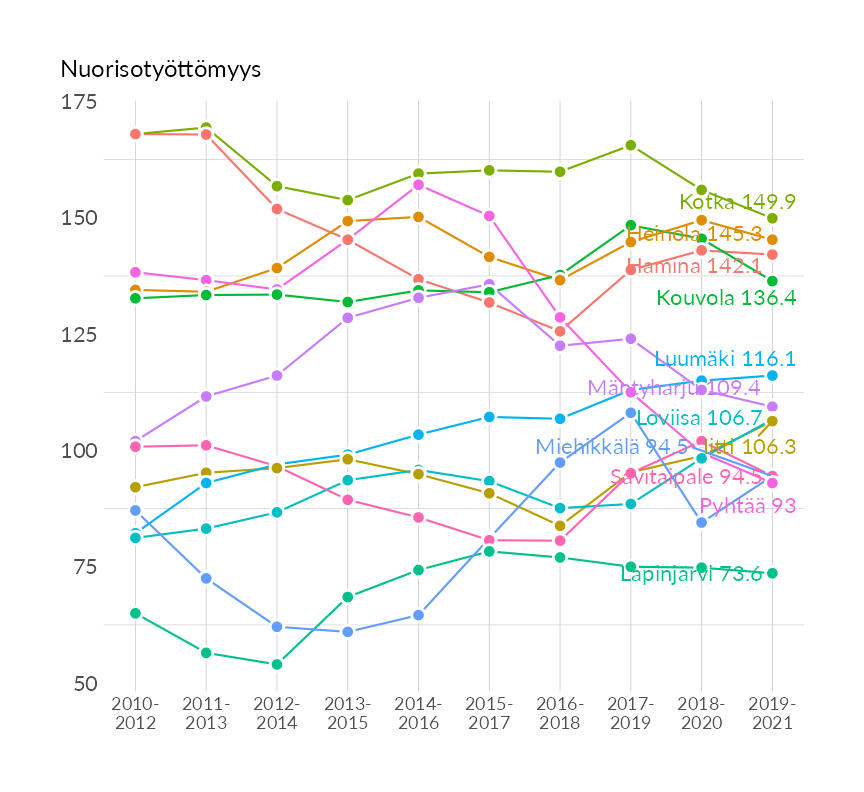 Nuorisotyöttömyys
175
150
125
100
75
50
Kotka 149.9
Heinola 145.3
Hamina 142.1
Kouvola 136.4
Luumäki 116.1
Mäntyharju 109.4
Loviisa 106.7
Miehikkälä 94.5
Iitti 106.3
Savitaipale 94.5
Pyhtää 93
Lapinjärvi 73.6
2010- 2011- 2012- 2013- 2014- 2015- 2016- 2017- 2018- 2019-
2012 2013 2014 2015 2016 2017 2018 2019 2020 2021